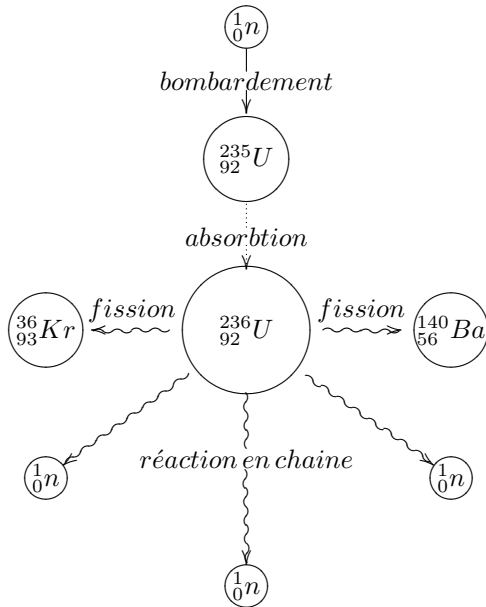 ¹₀n
bombardement
²³⁵₉₂U
absorbtion
³⁶₉₃Kr
fission
²³⁶₉₂U
fission
¹⁴⁰₅₆Ba
¹₀n
réaction en chaine
¹₀n
¹₀n